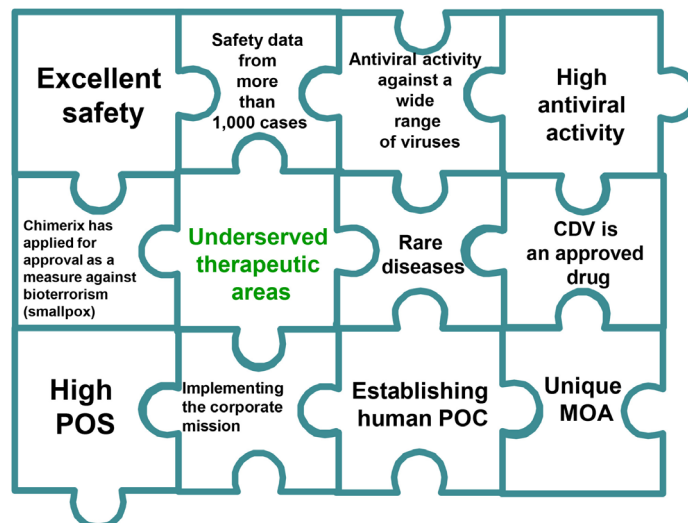 Excellent
safety
Safety data
from
more
than
1,000 cases
Antiviral activity
against a
wide
range
of viruses
High
antiviral
activity
Chimerix has
applied for
approval as a
measure against
bioterrorism
(smallpox)
Underserved
therapeutic
areas
Rare
diseases
CDV is
an approved
drug
High
POS
Implementing
the corporate
mission
Establishing
human POC
Unique
MOA